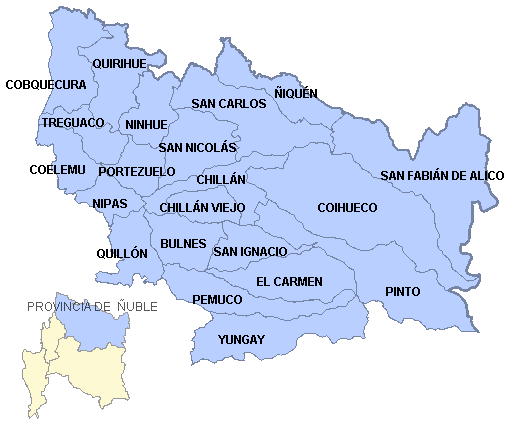 QUIRIHUE
COBQUECURA
ÑIQUÉN
SAN CARLOS
TREGUACO
NINHUE
SAN NICOLÁS
COELEMU
PORTEZUELO
CHILLÁN
SAN FABIÁN DE ALICO
NIPAS
CHILLÁN VIEJO
COIHUECO
QUILLÓN
BULNES
SAN IGNACIO
EL CARMEN
PINTO
PEMUCO
PROVINCIA DE ÑUBLE
YUNGAY